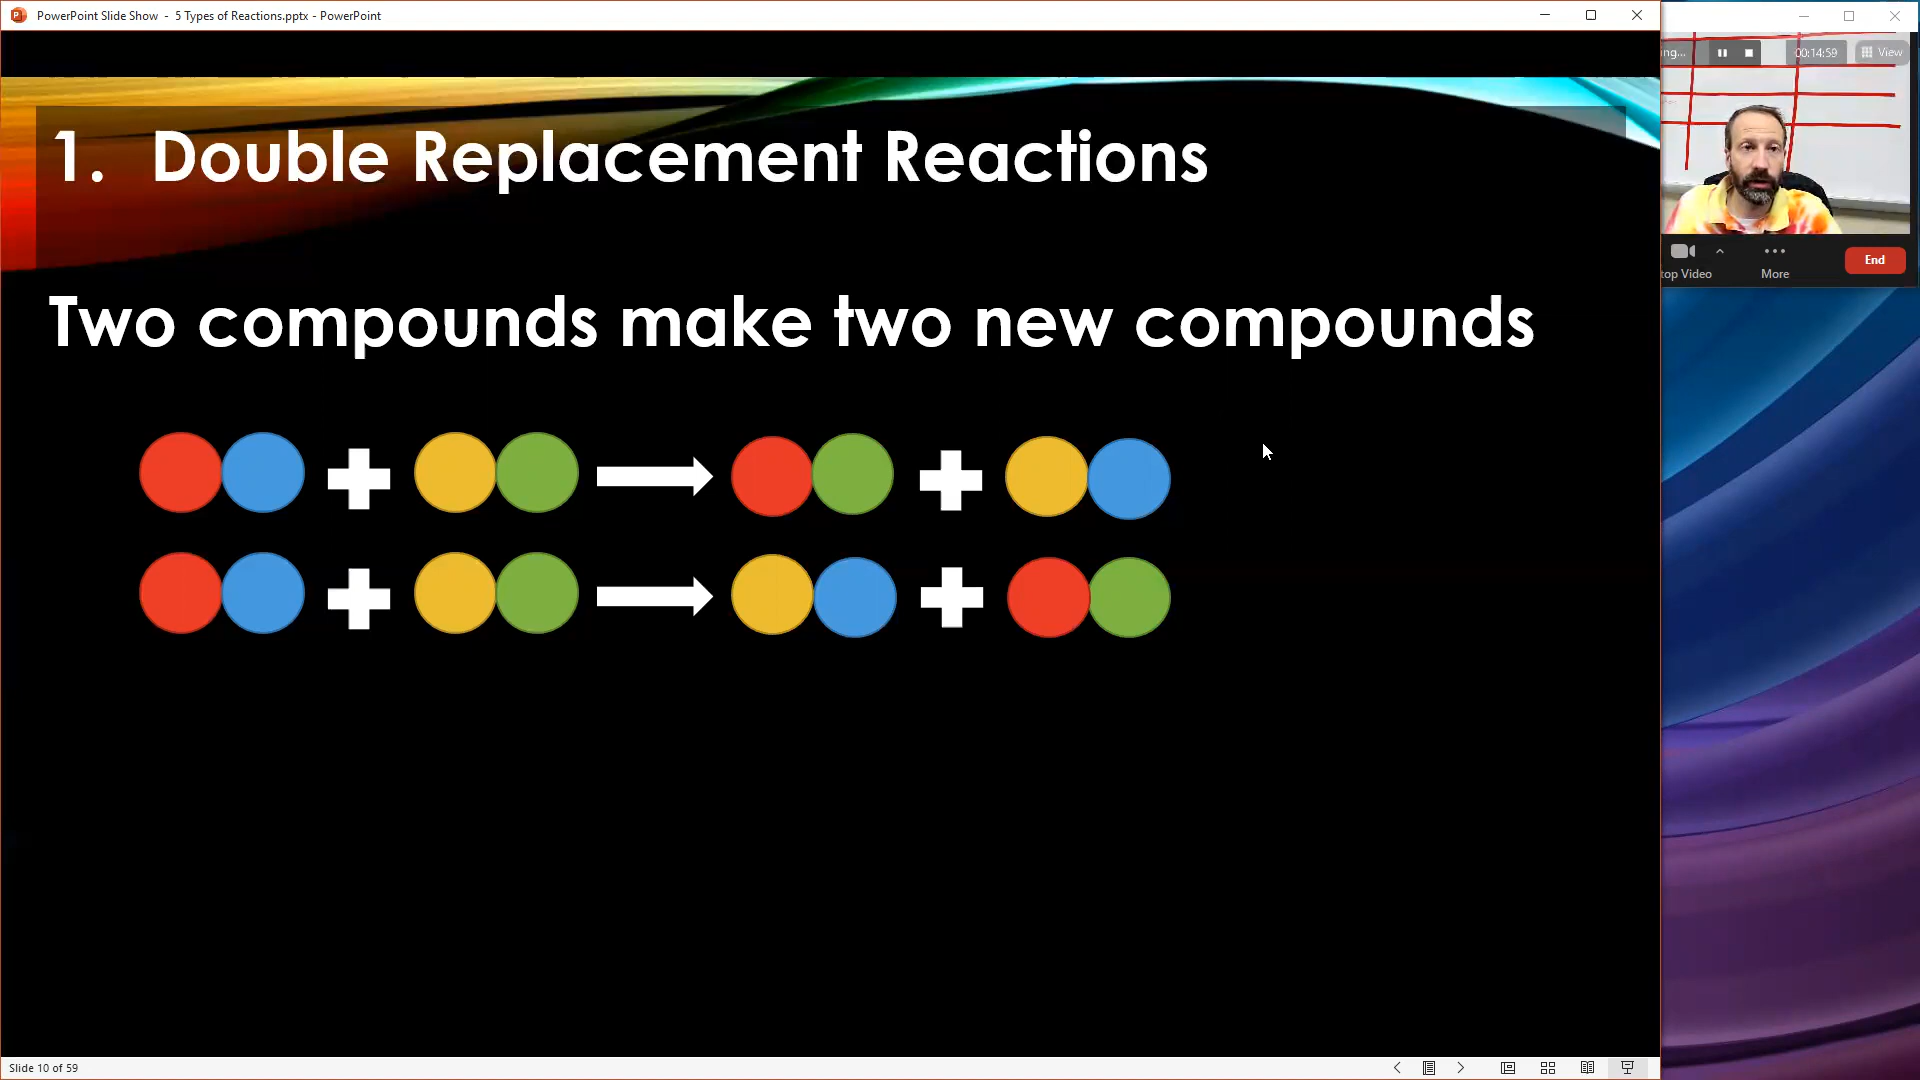 PowerPoint Slide Show - 5 Types of Reactions.pptx - PowerPoint
ng...
00:14:59
View
1. Double Replacement Reactions
top Video
More
End
Two compounds make two new compounds
Slide 10 of 59